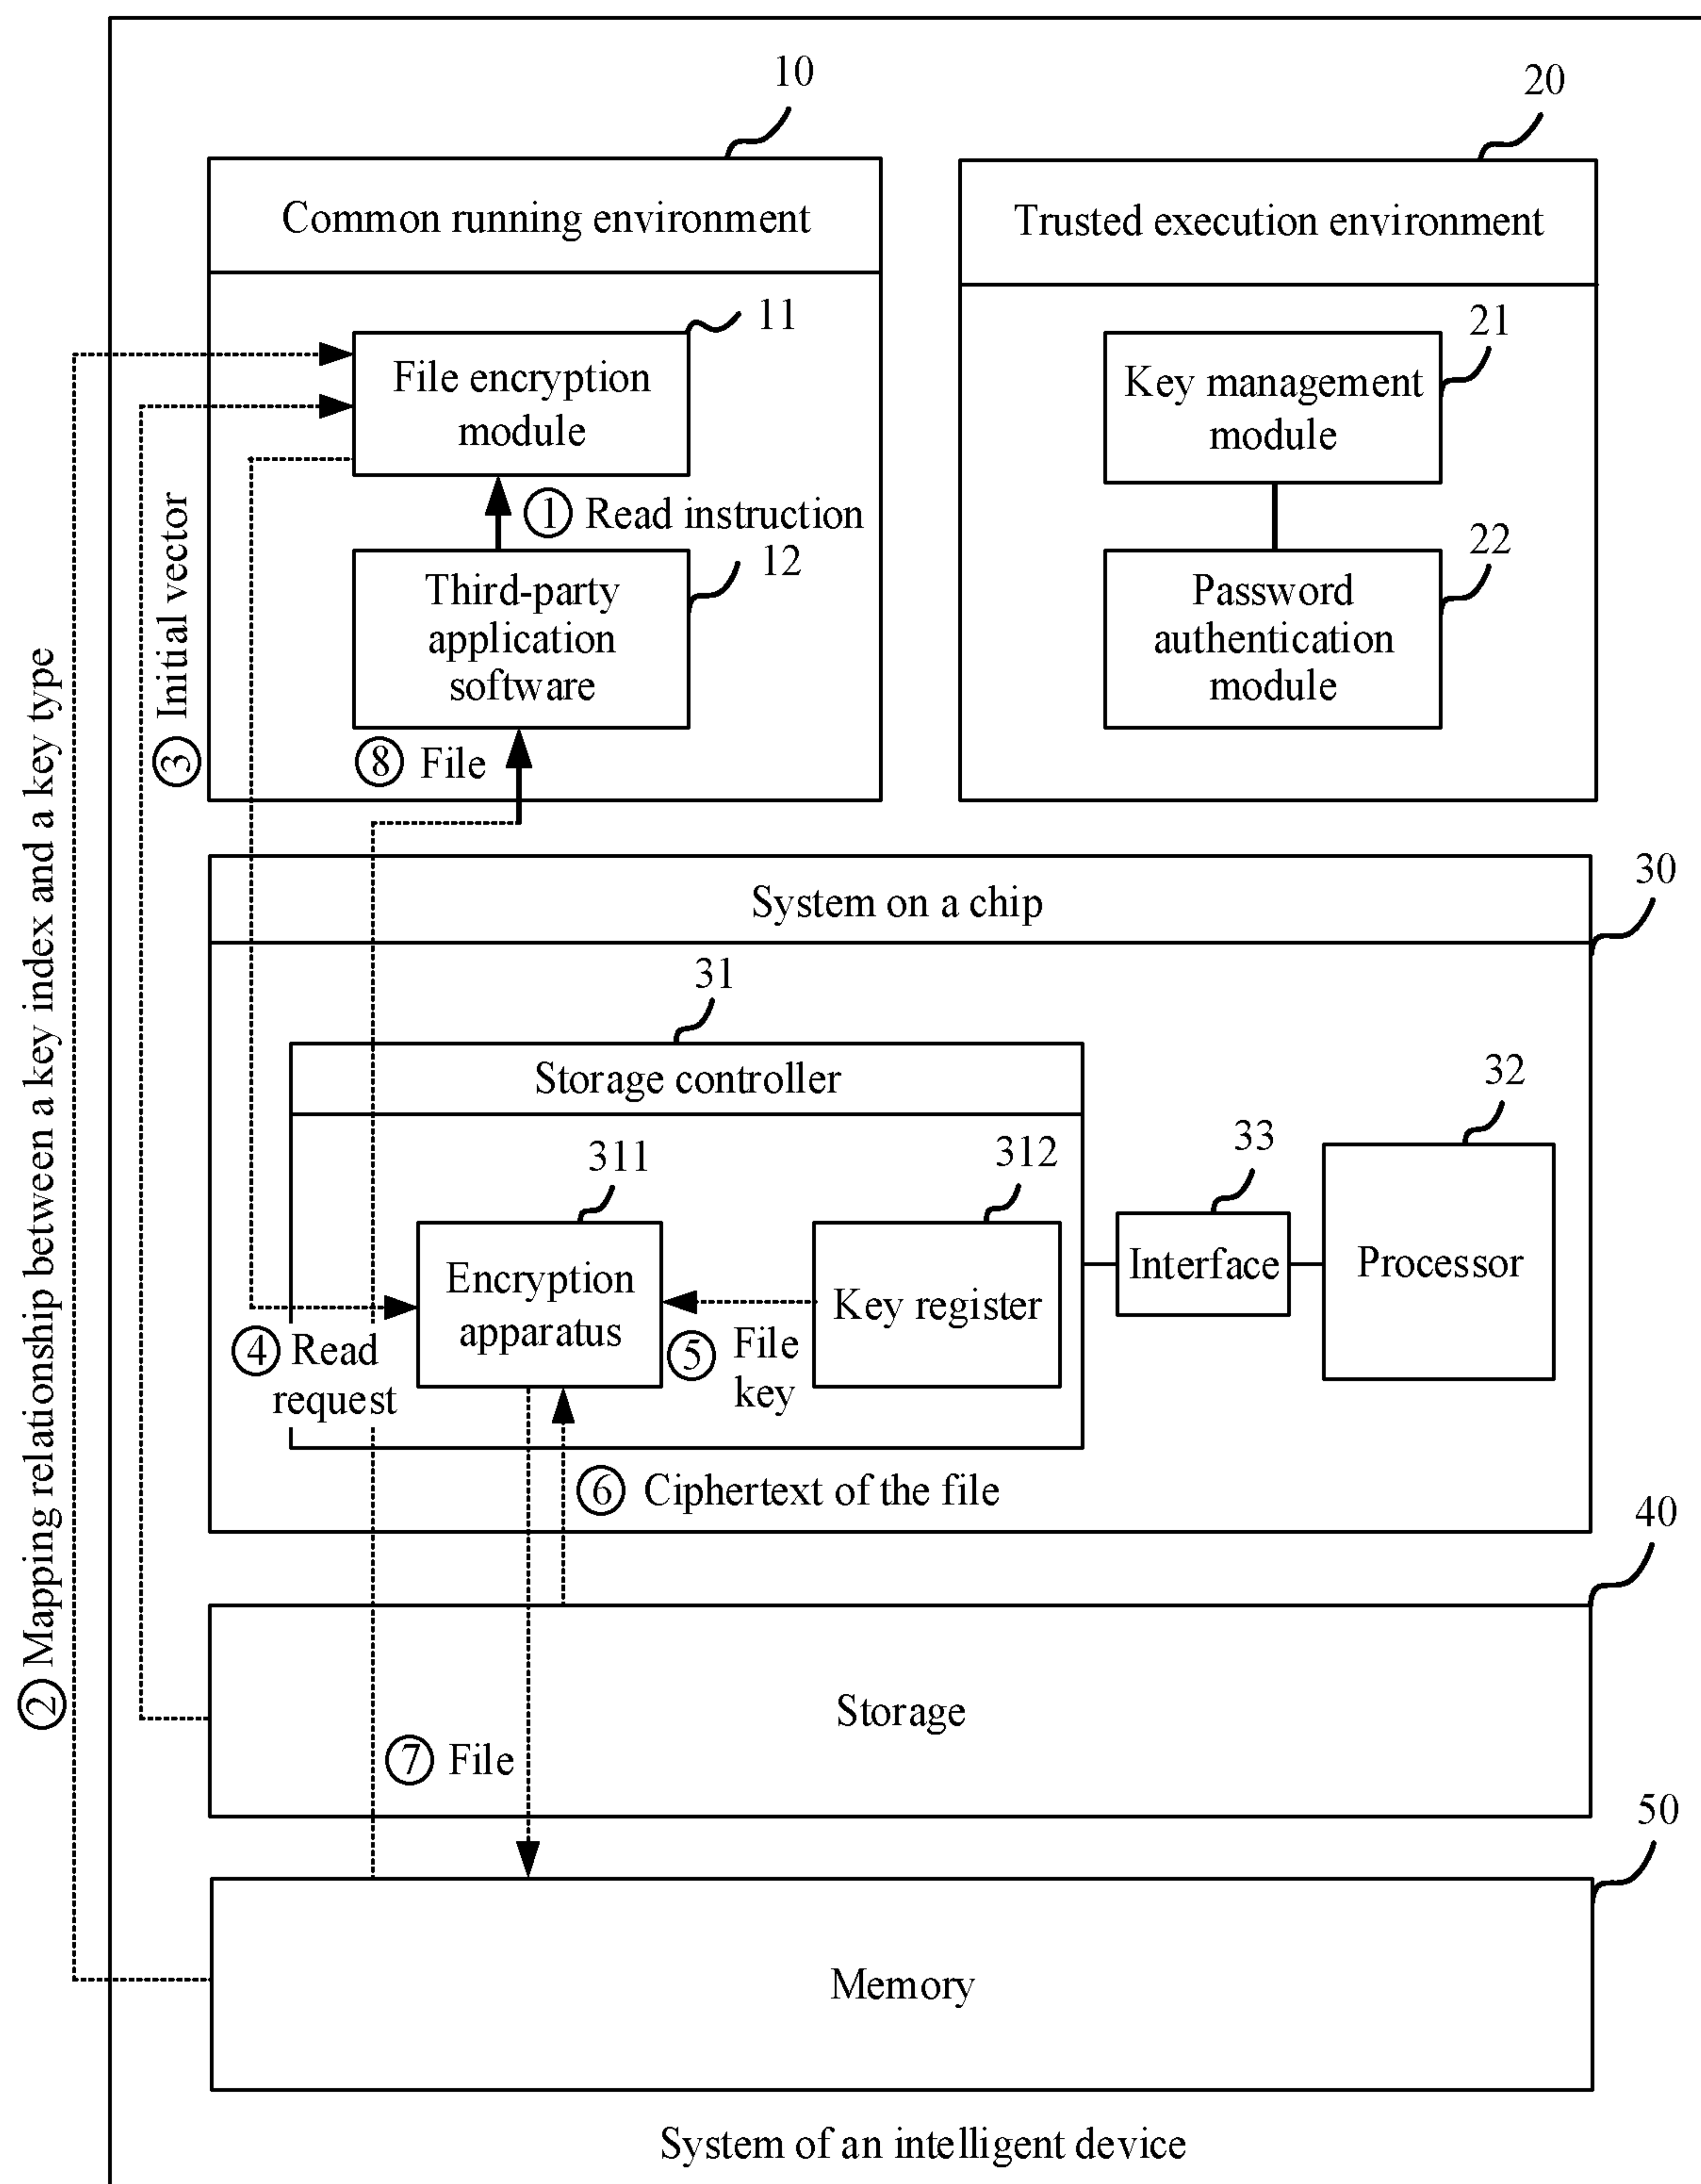 10
20
Common running environment
Trusted execution environment
11
File encryption
module
21
Key management
module
① Read instruction
12
Third-party
application
software
22
Password
authentication
module
③ Initial vector
② Mapping relationship between a key index and a key type
⑧ File
30
System on a chip
31
Storage controller
32
33
311
312
Encryption
apparatus
Key register
Interface
Processor
④ Read
request
⑤ File
key
⑥ Ciphertext of the file
40
Storage
⑦ File
50
Memory
System of an intelligent device